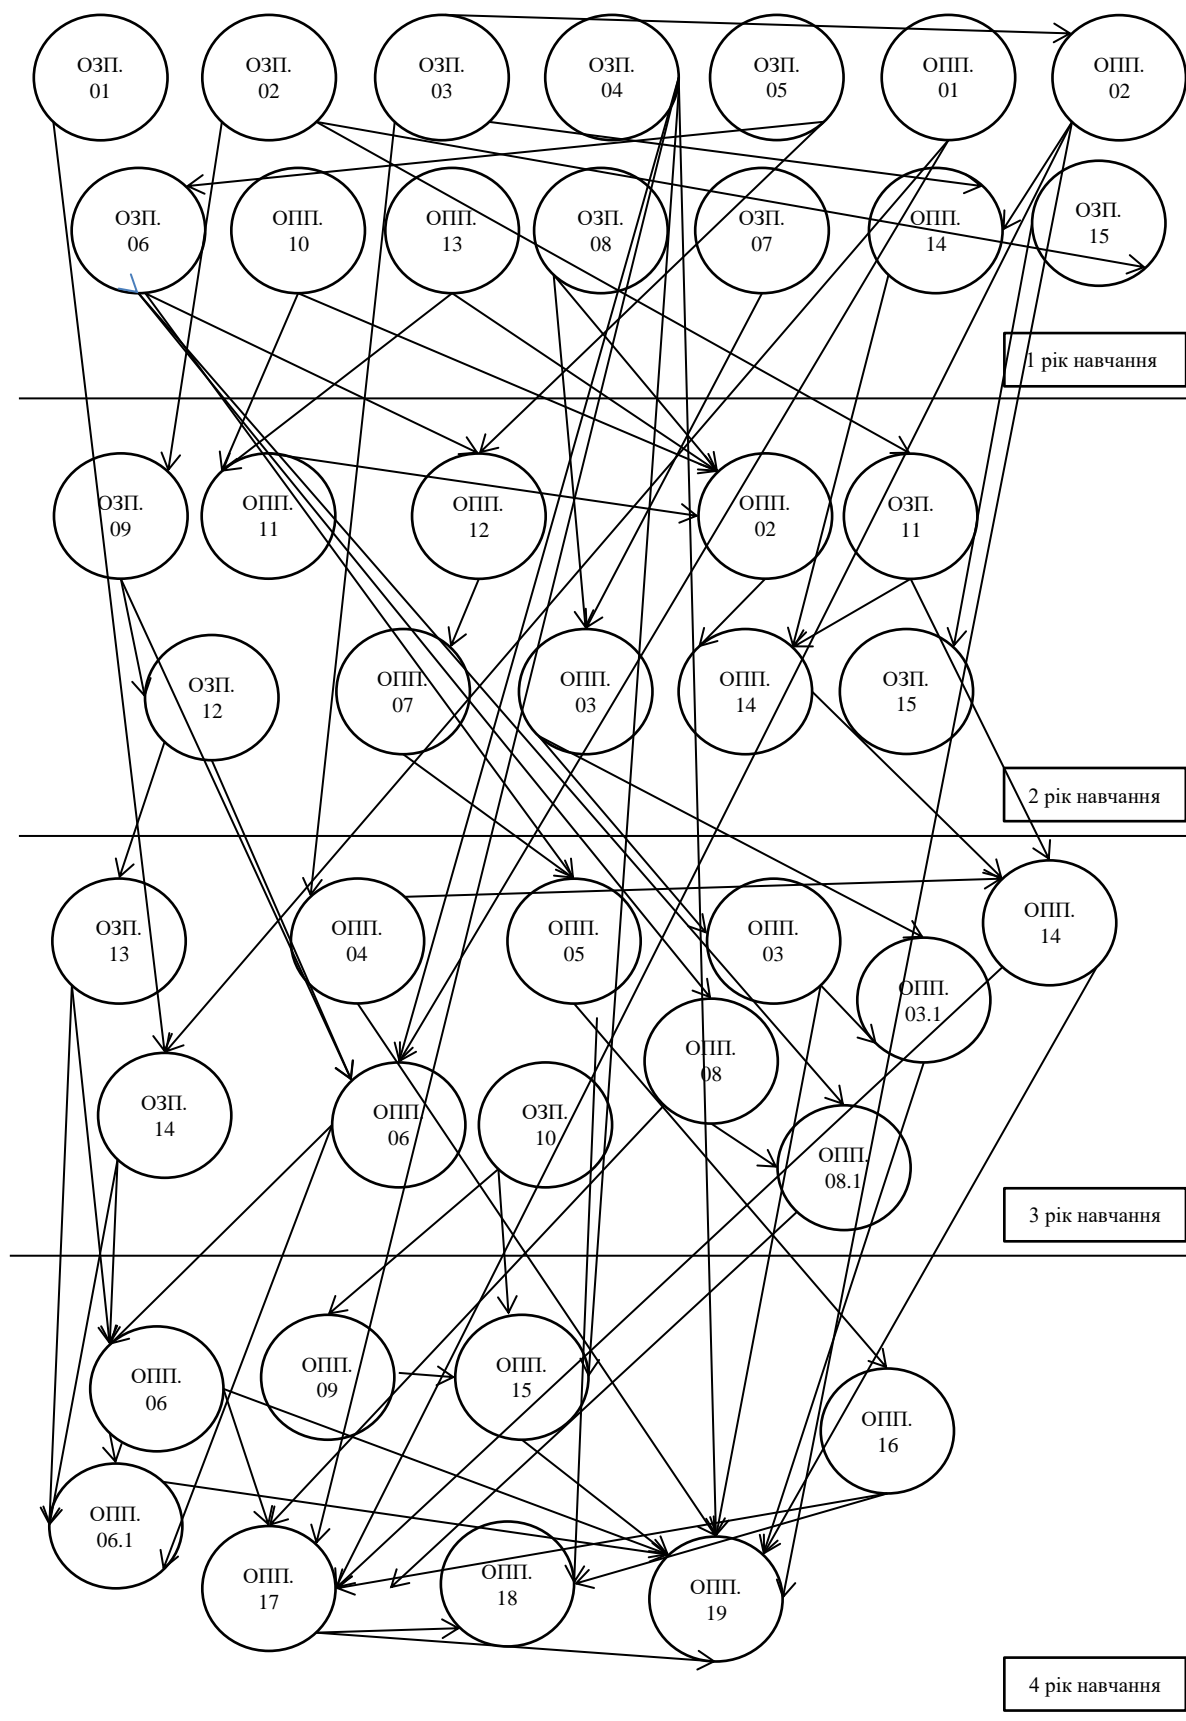 ОЗП.
01
ОЗП.
02
ОЗП.
03
ОЗП.
04
ОЗП.
05
ОПП.
01
ОПП.
02
ОЗП.
06
ОПП.
10
ОПП.
13
ОЗП.
08
ОЗП.
07
ОПП.
14
ОЗП.
15
1 рік навчання
ОЗП.
09
ОПП.
11
ОПП.
12
ОПП.
02
ОЗП.
11
ОЗП.
12
ОПП.
07
ОПП.
03
ОПП.
14
ОЗП.
15
2 рік навчання
ОЗП.
13
ОПП.
04
ОПП.
05
ОПП.
03
ОПП.
03.1
ОПП.
14
ОЗП.
14
ОПП.
06
ОЗП.
10
ОПП.
08
ОПП.
08.1
3 рік навчання
ОПП.
06
ОПП.
09
ОПП.
15
ОПП.
16
ОПП.
06.1
ОПП.
17
ОПП.
18
ОПП.
19
4 рік навчання